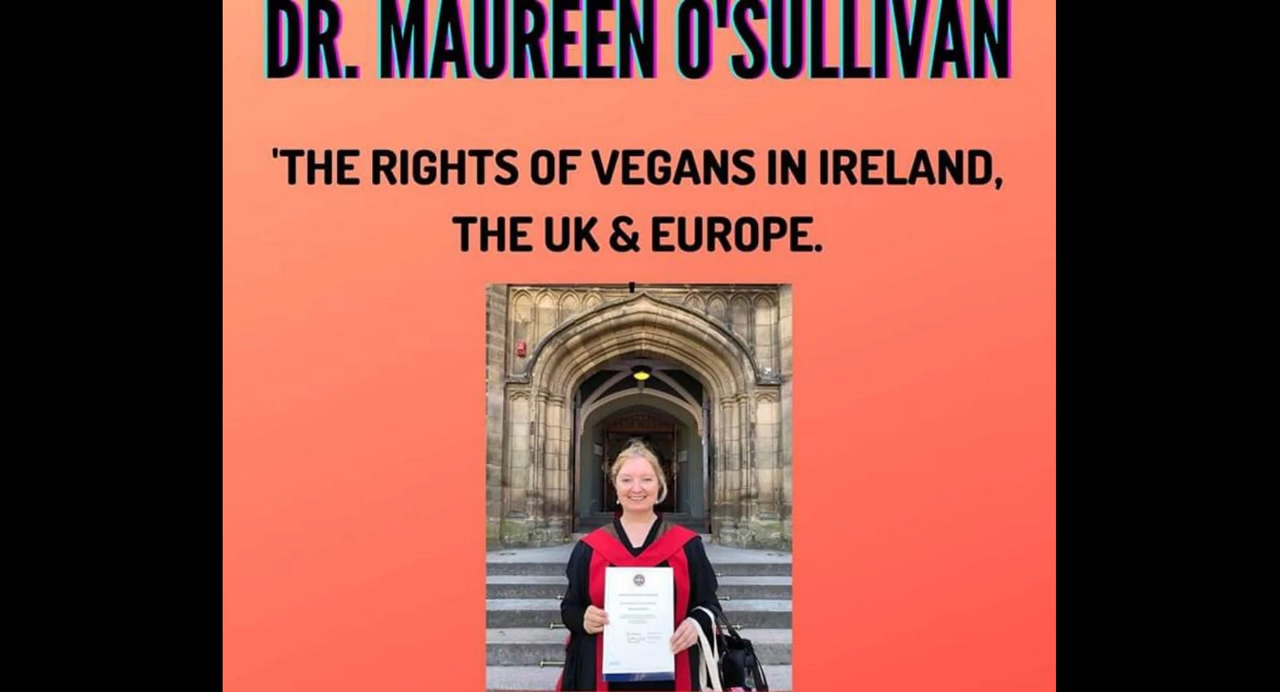 DR. MAUREEN O'SULLIVAN
'THE RIGHTS OF VEGANS IN IRELAND,
THE UK & EUROPE.